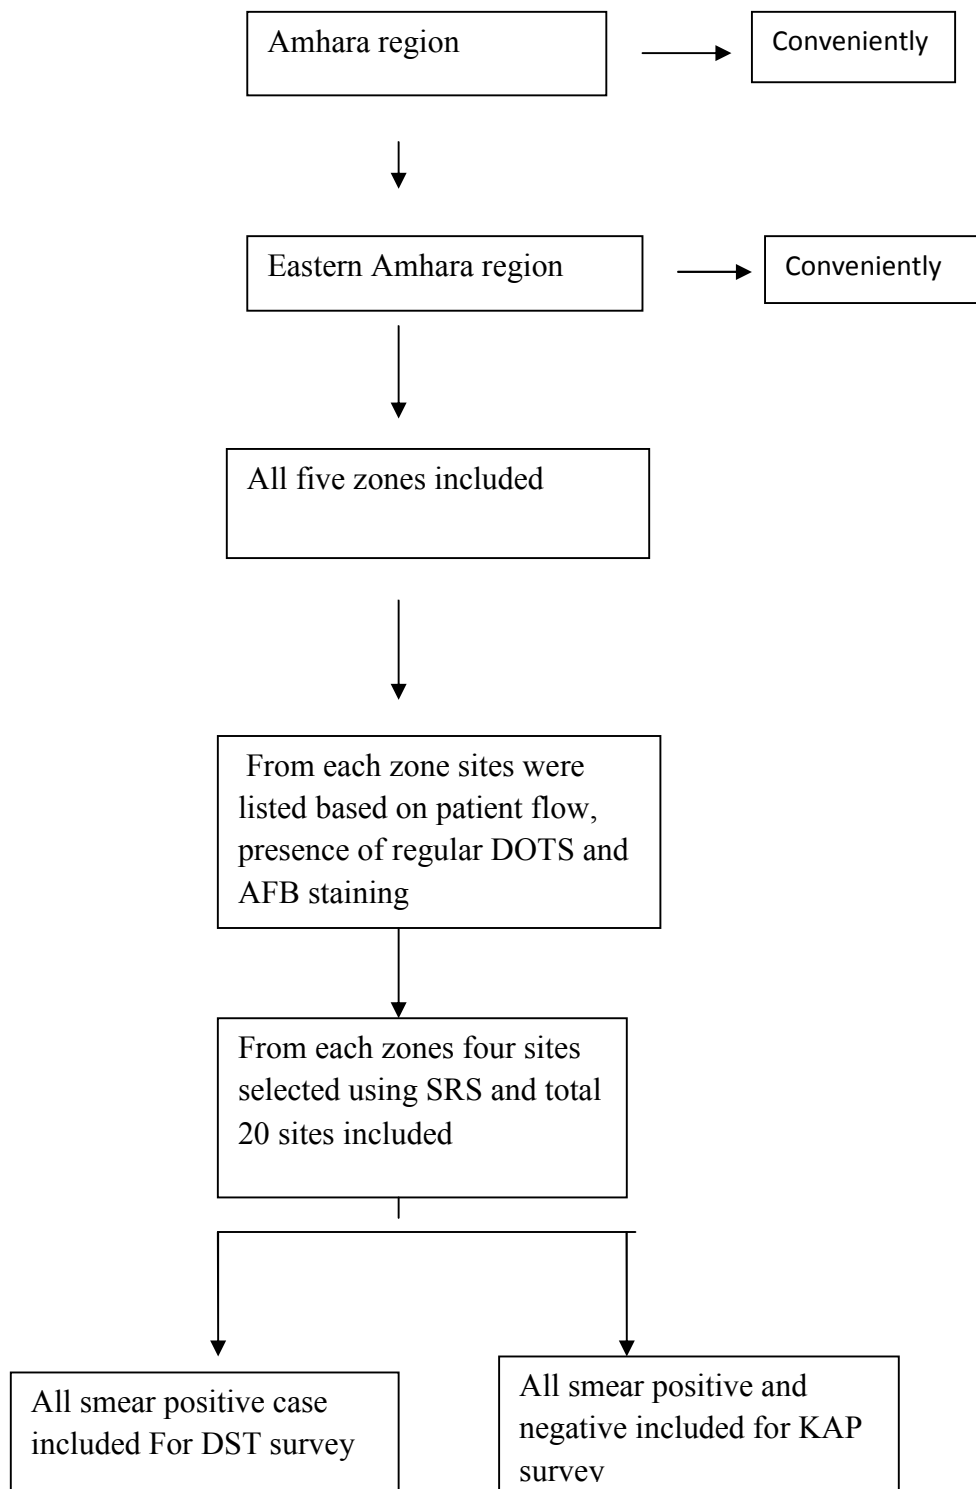 Amhara region
Conveniently
Eastern Amhara region
Conveniently
All five zones included
From each zone sites were
listed based on patient flow,
presence of regular DOTS and
AFB staining
From each zones four sites
selected using SRS and total
20 sites included
All smear positive case
included For DST survey
All smear positive and
negative included for KAP
survey